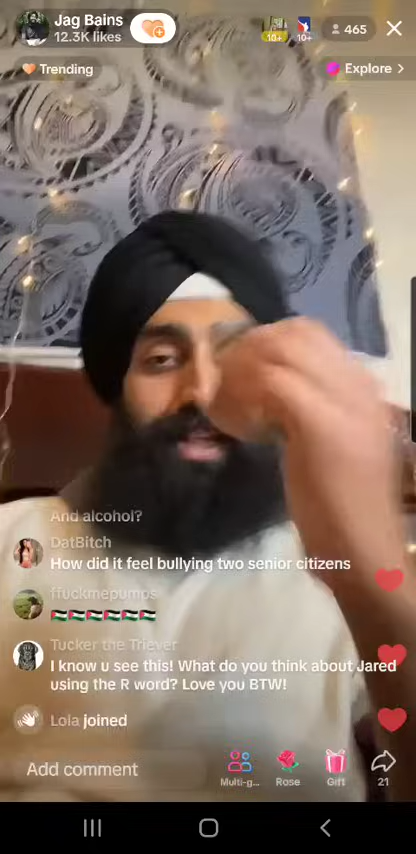 Jag Bains
12.3K likes
18+
10+
465
Trending
Explore >
And alcohol?
DatBitch
How did it feel bullying two senior citizens
ffuckmepumps
🇵🇸🇵🇸🇵🇸🇵🇸🇵🇸🇵🇸
Tucker the Triever
I know u see this! What do you think about Jared
using the R word? Love you BTW!
Lola joined
Add comment
Multi-g...
Rose
Gift
21